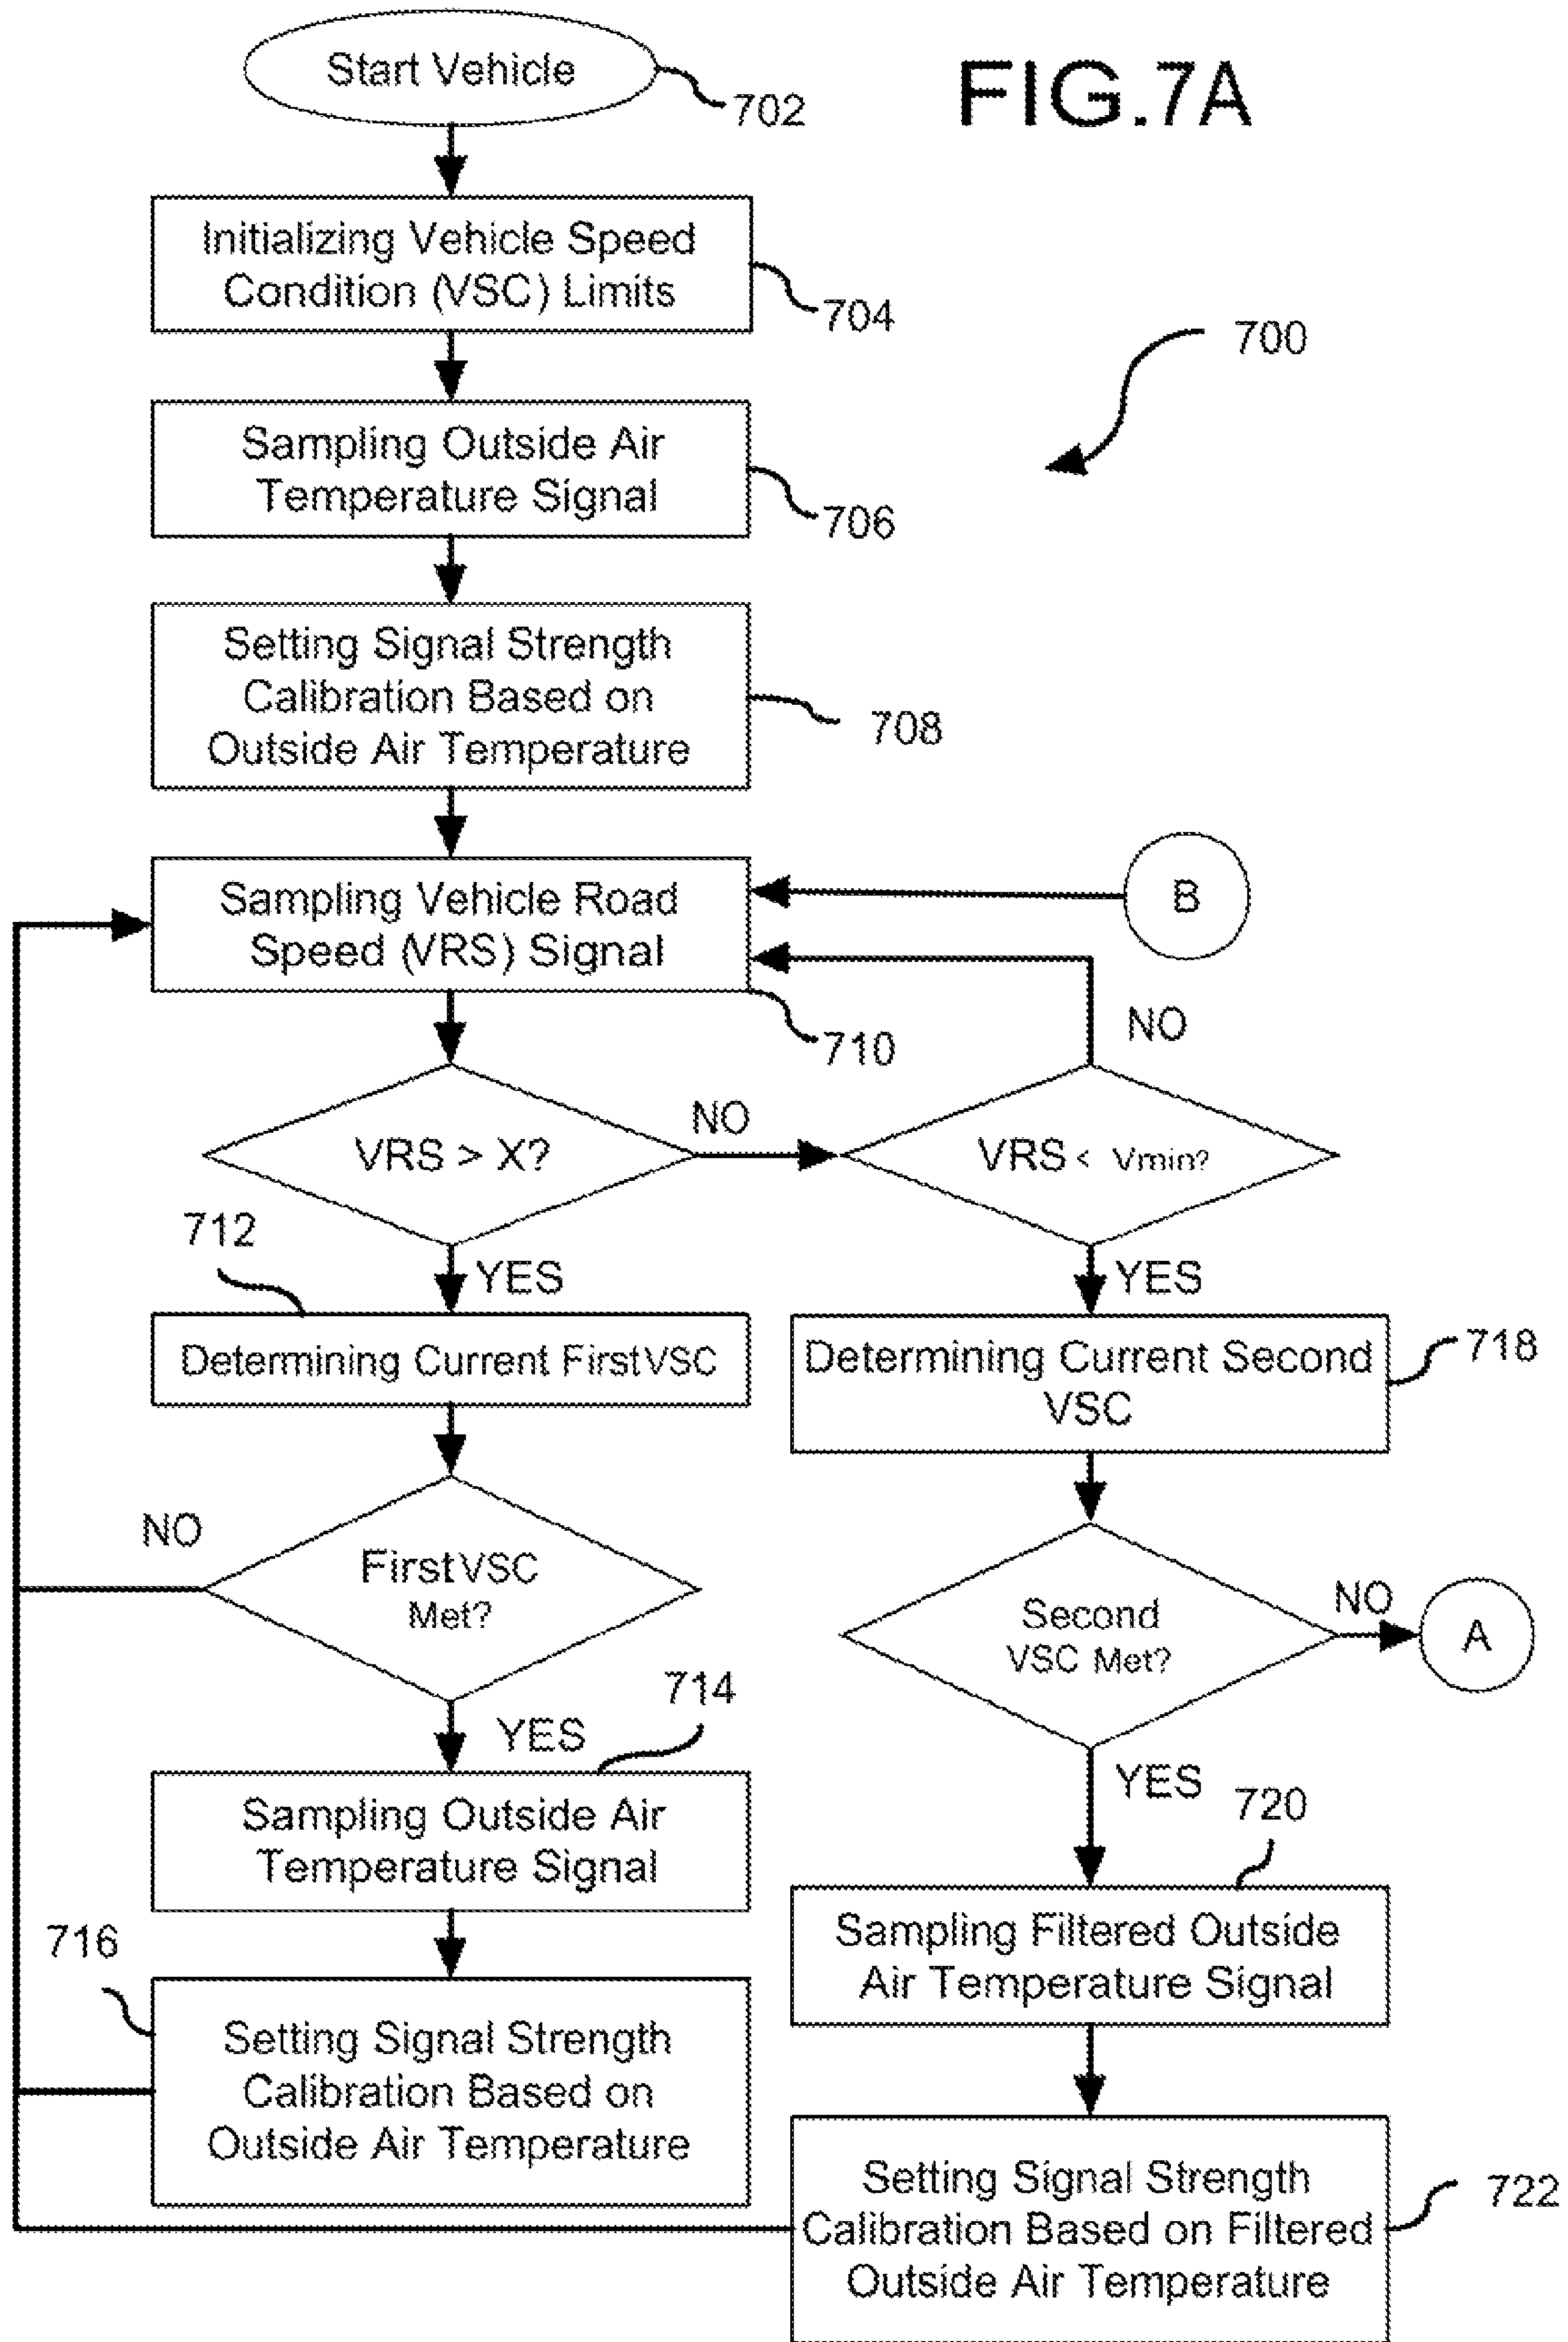 FIG.7A
Start Vehicle
702
Initializing Vehicle Speed
Condition (VSC) Limits
704
700
Sampling Outside Air
Temperature Signal
706
Setting Signal Strength
Calibration Based on
Outside Air Temperature
708
B
Sampling Vehicle Road
Speed (VRS) Signal
710
NO
VRS > X?
NO
VRS < Vmin?
712
YES
YES
Determining Current First VSC
Determining Current Second
VSC
718
NO
First VSC
Met?
Second
VSC Met?
NO
A
714
YES
YES
Sampling Outside Air
Temperature Signal
720
Sampling Filtered Outside
Air Temperature Signal
716
Setting Signal Strength
Calibration Based on
Outside Air Temperature
Setting Signal Strength
Calibration Based on Filtered
Outside Air Temperature
722